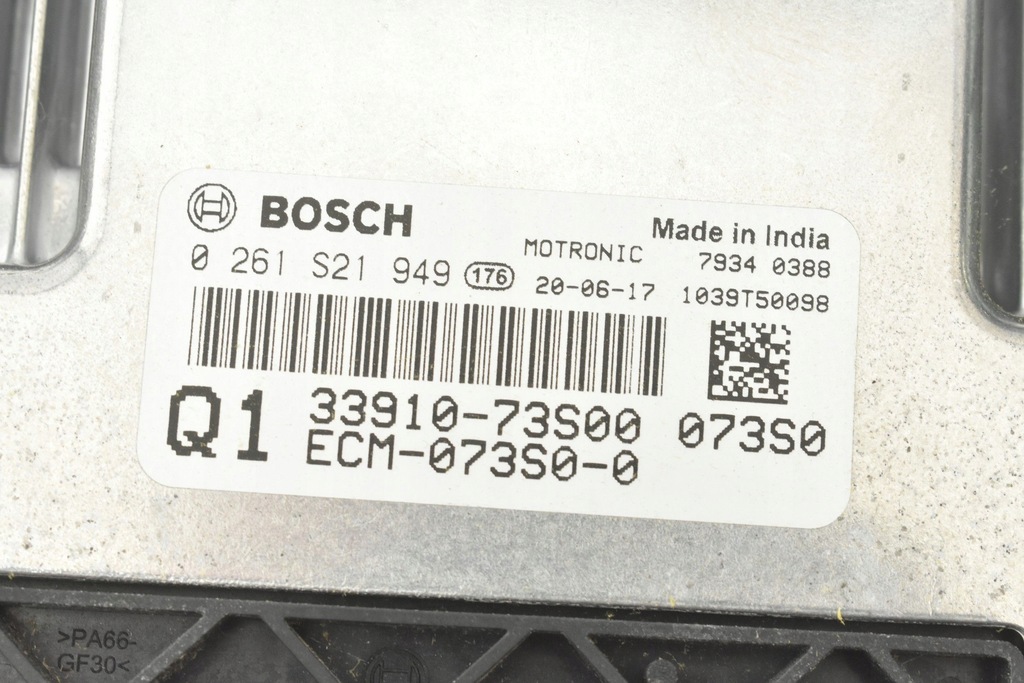 BOSCH
Made in India
MOTRONIC
7934 0388
0 261 S21 949 176
20-06-17
1039T50098
Q1
33910-73S00
073S0
ECM-073S0-0
>PA66-
GF30<